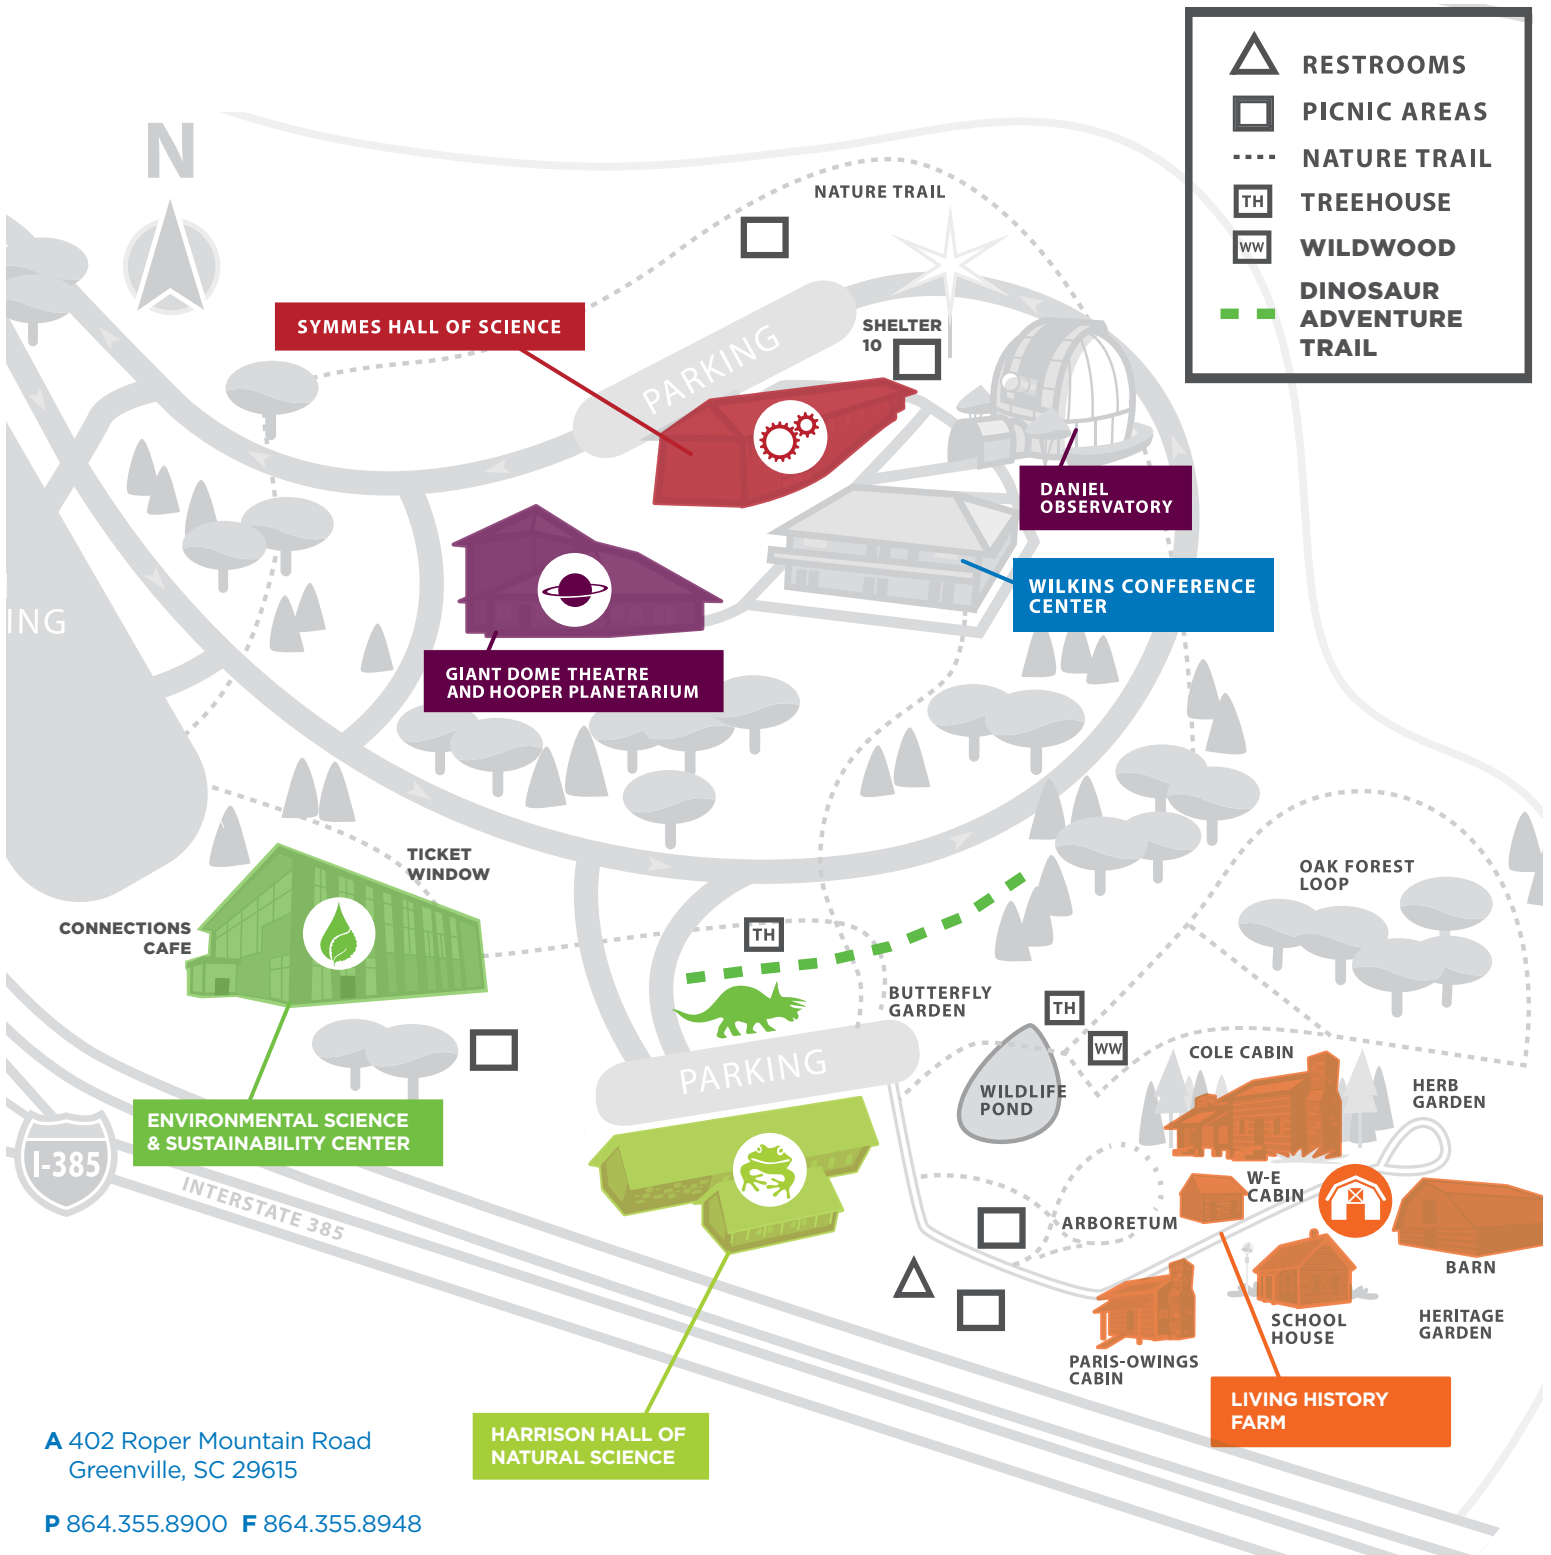 RESTROOMS
PICNIC AREAS
NATURE TRAIL
TH TREEHOUSE
WW WILDWOOD
DINOSAUR
ADVENTURE
TRAIL
N
NATURE TRAIL
SYMMES HALL OF SCIENCE
SHELTER
10
PARKING
DANIEL
OBSERVATORY
WILKINS CONFERENCE
CENTER
ING
GIANT DOME THEATRE
AND HOOPER PLANETARIUM
TICKET
WINDOW
CONNECTIONS
CAFE
OAK FOREST
LOOP
TH
BUTTERFLY
GARDEN
TH
WW
PARKING
WILDLIFE
POND
COLE CABIN
HERB
GARDEN
ENVIRONMENTAL SCIENCE
& SUSTAINABILITY CENTER
I-385
INTERSTATE 385
W-E
CABIN
ARBORETUM
BARN
SCHOOL
HOUSE
HERITAGE
GARDEN
PARIS-OWINGS
CABIN
LIVING HISTORY
FARM
HARRISON HALL OF
NATURAL SCIENCE
A 402 Roper Mountain Road
Greenville, SC 29615
P 864.355.8900 F 864.355.8948